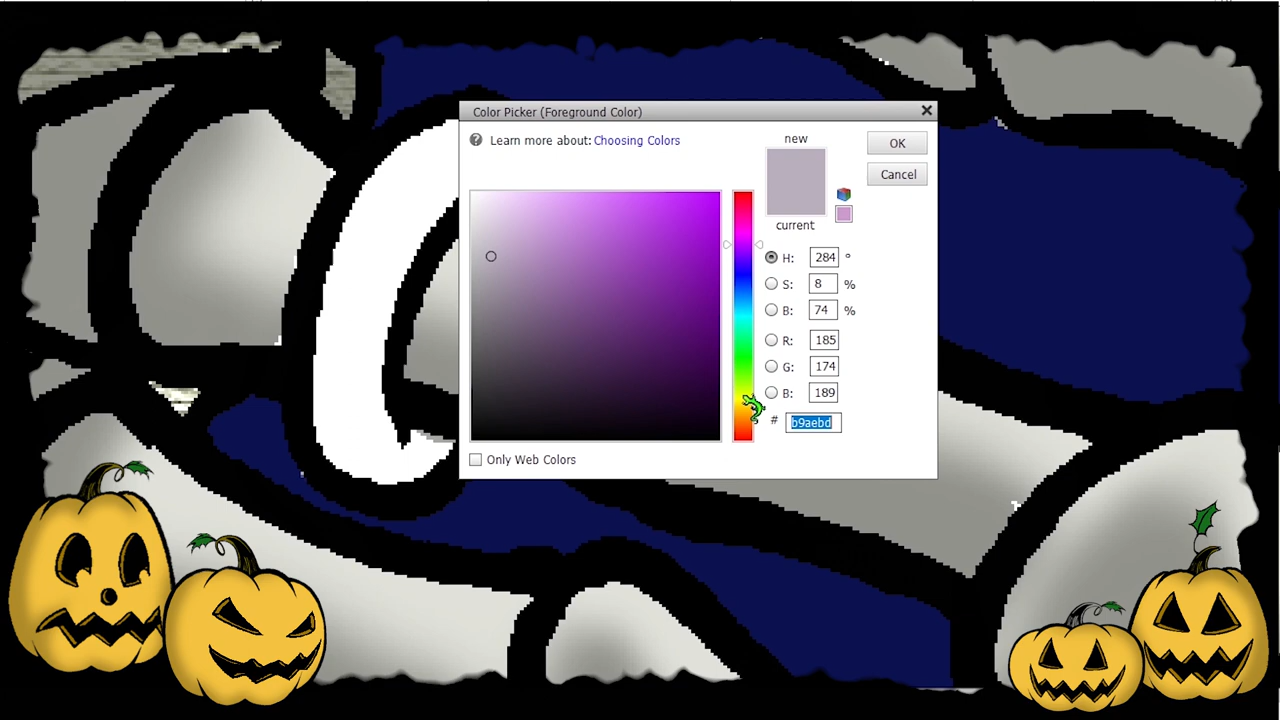 Color Picker (Foreground Color)
Learn more about: Choosing Colors
new
current
OK
Cancel
H: 284 °
S: 8 %
B: 74 %
R: 185
G: 174
B: 189
# b9aebd
Only Web Colors